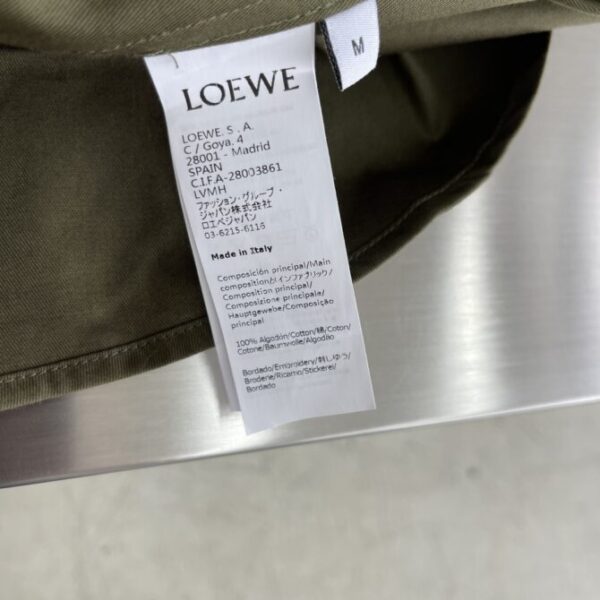 M
LOEWE
LOEWE. S . A.
C / Goya. 4
28001 - Madrid
SPAIN
C.I.F.A-28003861
LVMH
ファッション・グループ・
ジャパン株式会社
ロエベジャパン
03-6215-6116
Made in Italy
Composición principal/Main
composition/メインファブリック/
Composition principal/
Composizione principale/
Hauptgewebe/Composição
principal
100% Algodón/Cotton/綿/Coton/
Cotone/Baumwolle/Algodão
Bordado/Embroidery/刺しゆう/
Broderie/Ricamo/Stickerei/
Bordado